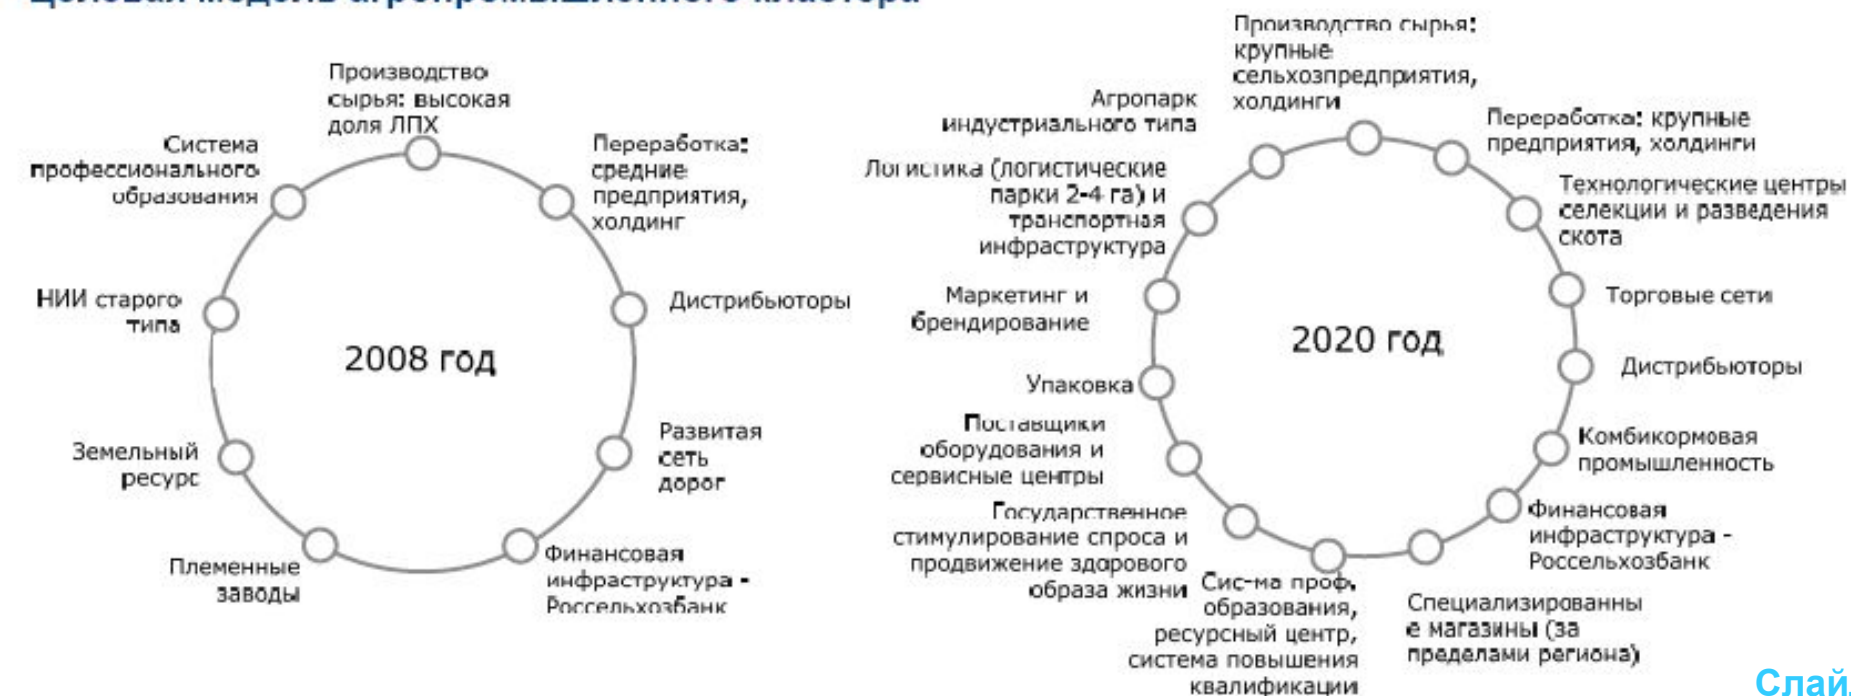 Целевая модель агропромышленного кластера
Производство
сырья: высокая
доля ЛПХ
Переработка:
средние
предприятия,
холдинг
Дистрибьюторы
Развитая
сеть
дорог
Финансовая
инфраструктура -
Россельхозбанк
Племенные
заводы
Земельный
ресурс
НИИ старого
типа
Система
профессионального
образования
2008 год
Производство сырья:
крупные
сельхозпредприятия,
холдинги
Переработка: крупные
предприятия, холдинги
Технологические центры
селекции и разведения
скота
Торговые сети
Дистрибьюторы
Комбикормовая
промышленность
Финансовая
инфраструктура -
Россельхозбанк
Специализированны
е магазины (за
пределами региона)
Сис-ма проф.
образования,
ресурсный центр,
система повышения
квалификации
Государственное
стимулирование спроса и
продвижение здорового
образа жизни
Поставщики
оборудования и
сервисные центры
Упаковка
Маркетинг и
брендирование
Логистика (логистические
парки 2-4 га) и
транспортная
инфраструктура
Агропарк
индустриального типа
2020 год